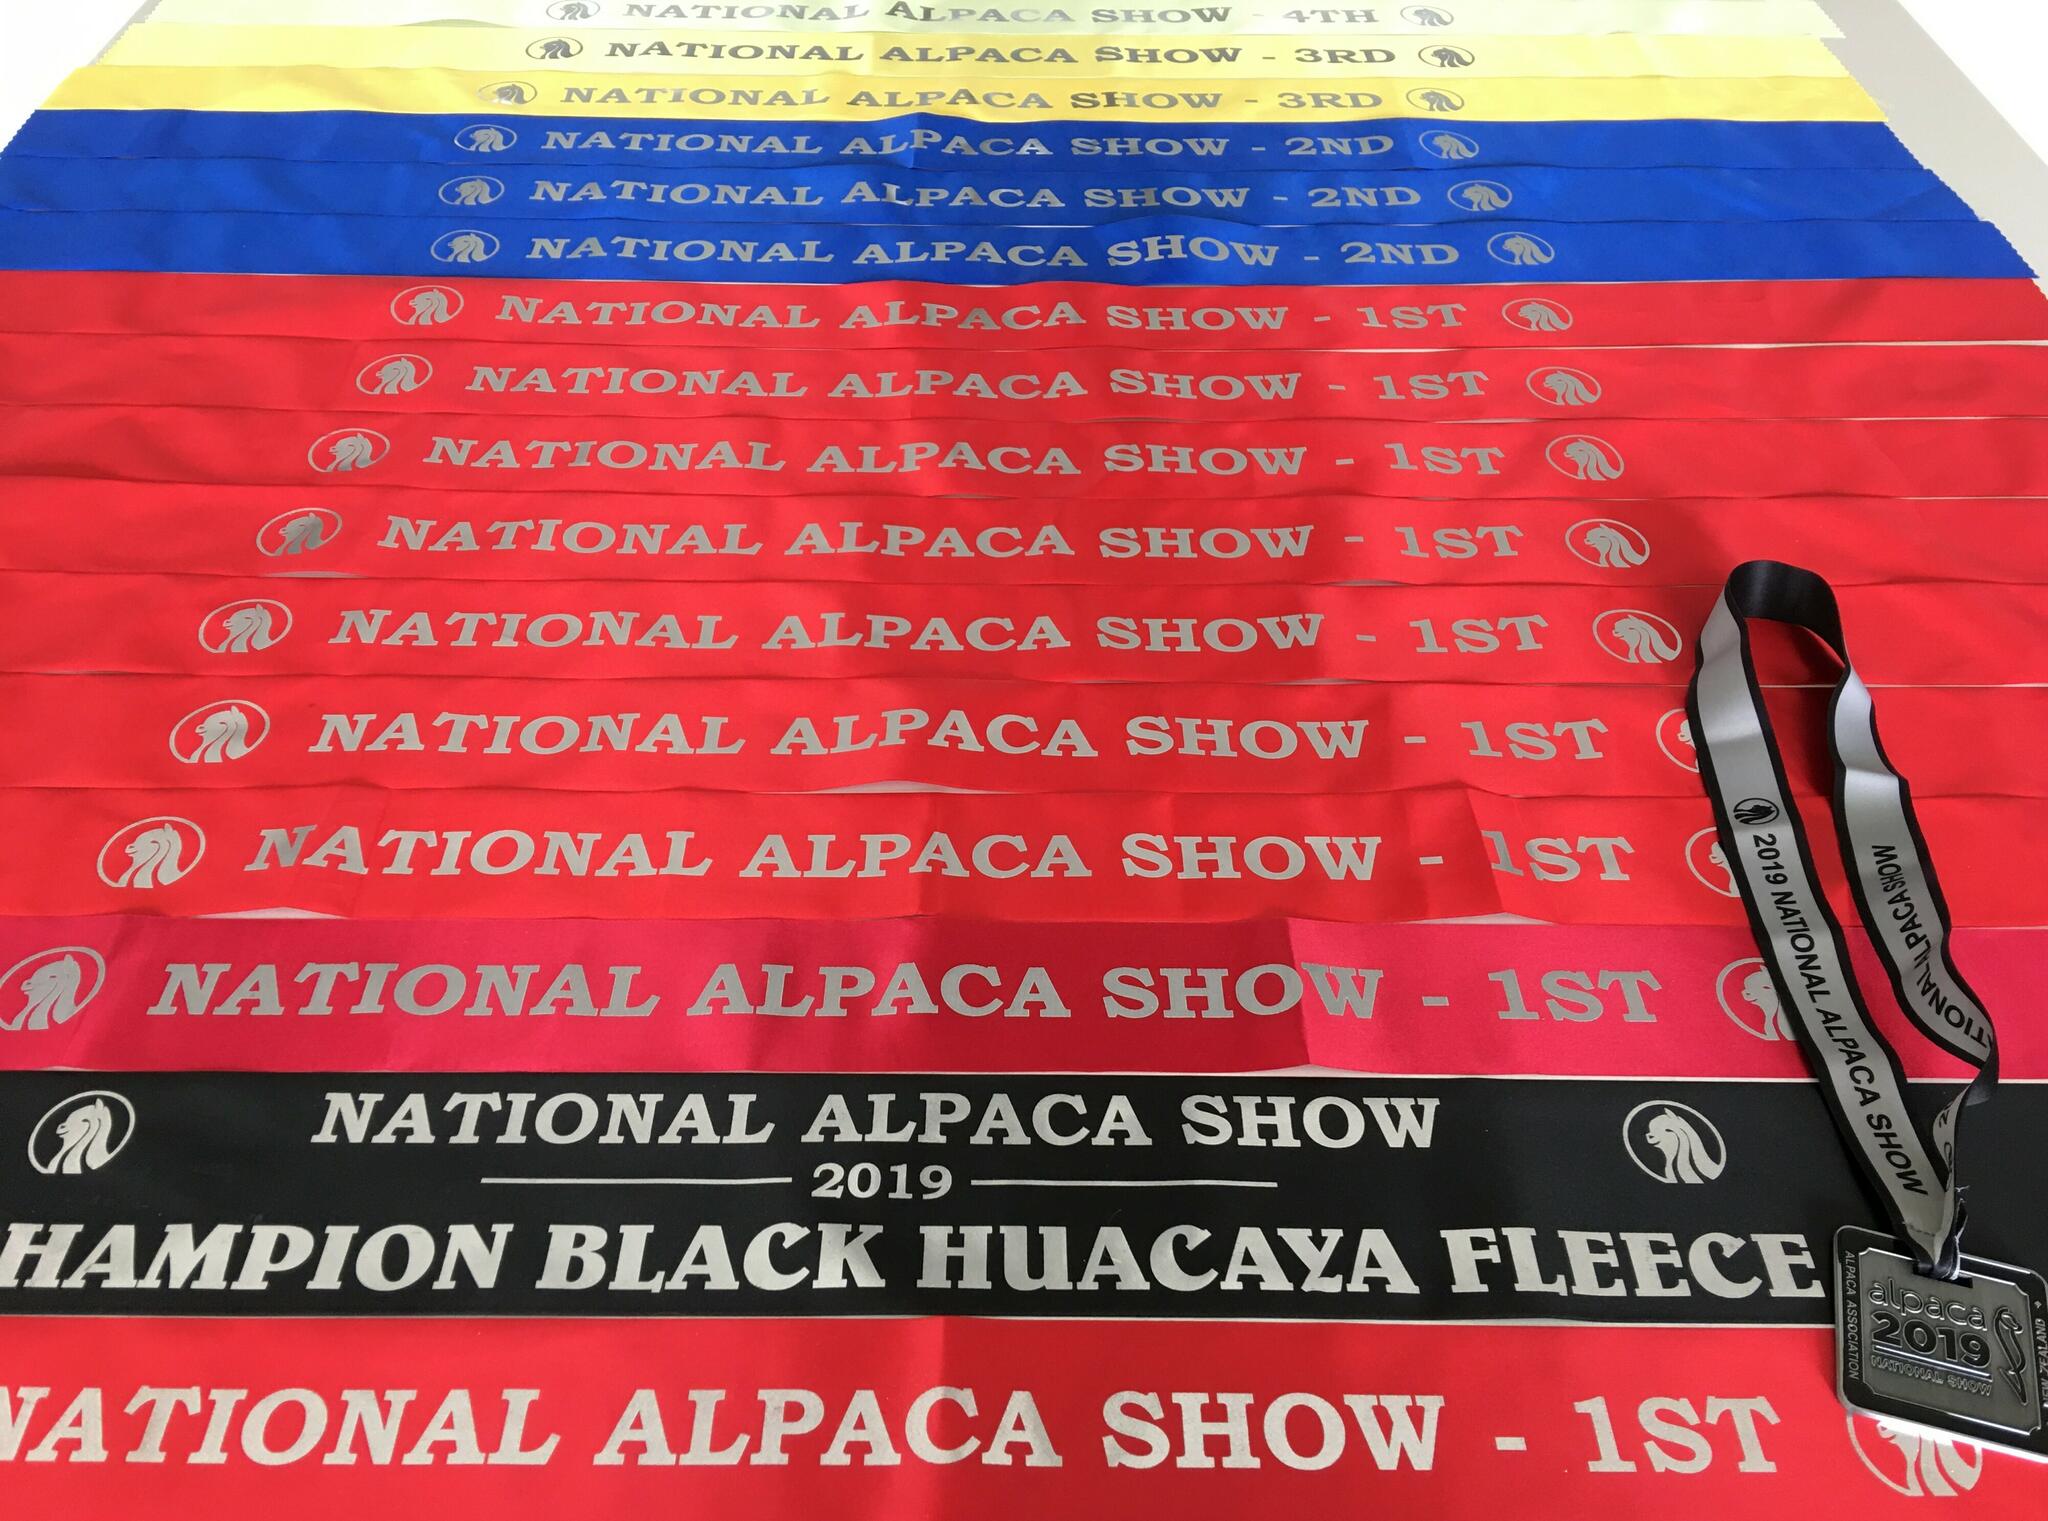 NATIONAL ALPACA SHOW - 4TH
NATIONAL ALPACA SHOW - 3RD
NATIONAL ALPACA SHOW - 3RD
NATIONAL ALPACA SHOW - 2ND
NATIONAL ALPACA SHOW - 2ND
NATIONAL ALPACA SHOW - 2ND
NATIONAL ALPACA SHOW - 1ST
NATIONAL ALPACA SHOW - 1ST
NATIONAL ALPACA SHOW - 1ST
NATIONAL ALPACA SHOW - 1ST
NATIONAL ALPACA SHOW - 1ST
NATIONAL ALPACA SHOW - 1ST
NATIONAL ALPACA SHOW - 1ST
NATIONAL ALPACA SHOW - 1ST
NATIONAL ALPACA SHOW
2019
HAMPION BLACK HUACAYA FLEECE
NATIONAL ALPACA SHOW - 1ST
2019 NATIONAL ALPACA SHOW
ALPACA SHOW
alpaca
2019
NATIONAL SHOW
ALPACA ASSOCIATION
NEW ZEALAND